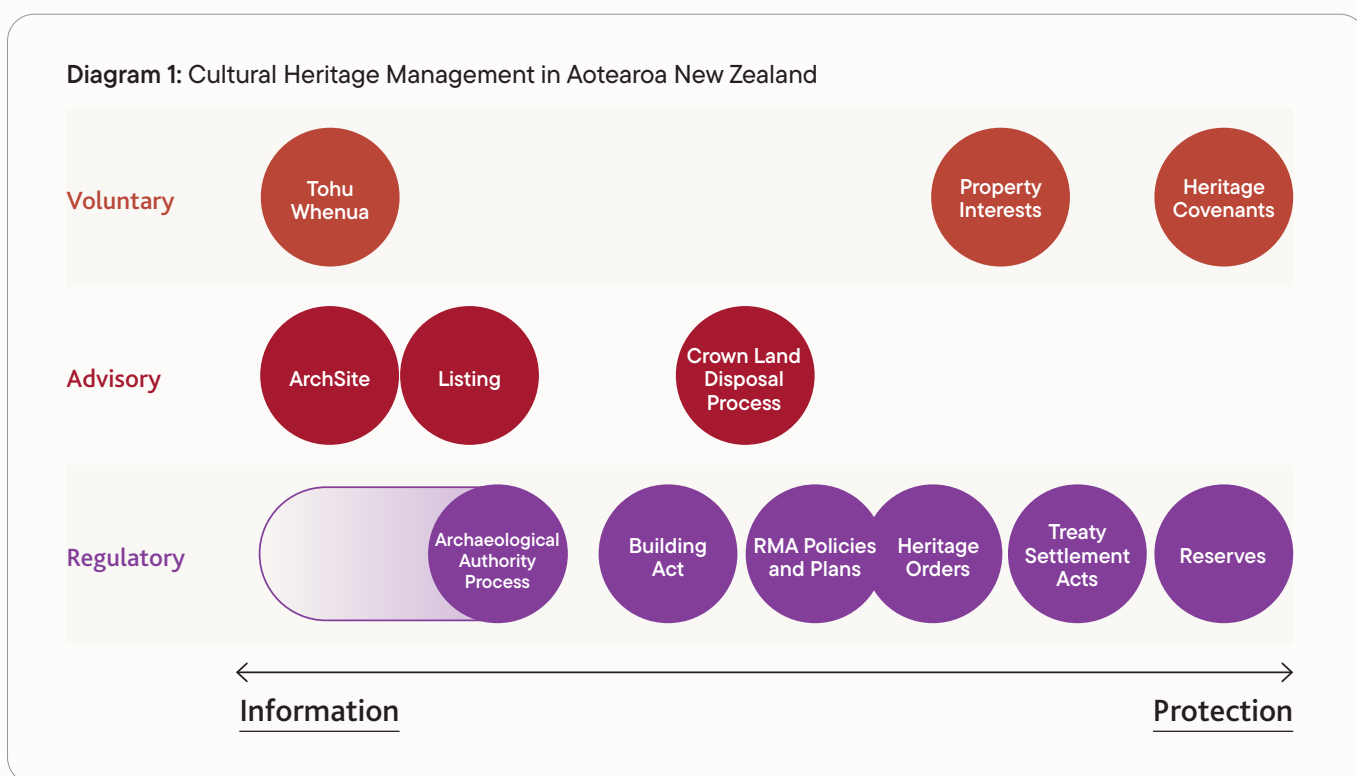 Diagram 1: Cultural Heritage Management in Aotearoa New Zealand
Voluntary
Tohu
Whenua
Property
Interests
Heritage
Covenants
Advisory
ArchSite
Listing
Crown Land
Disposal
Process
Regulatory
Archaeological
Authority
Process
Building
Act
RMA Policies
and Plans
Heritage
Orders
Treaty
Settlement
Acts
Reserves
Information
Protection